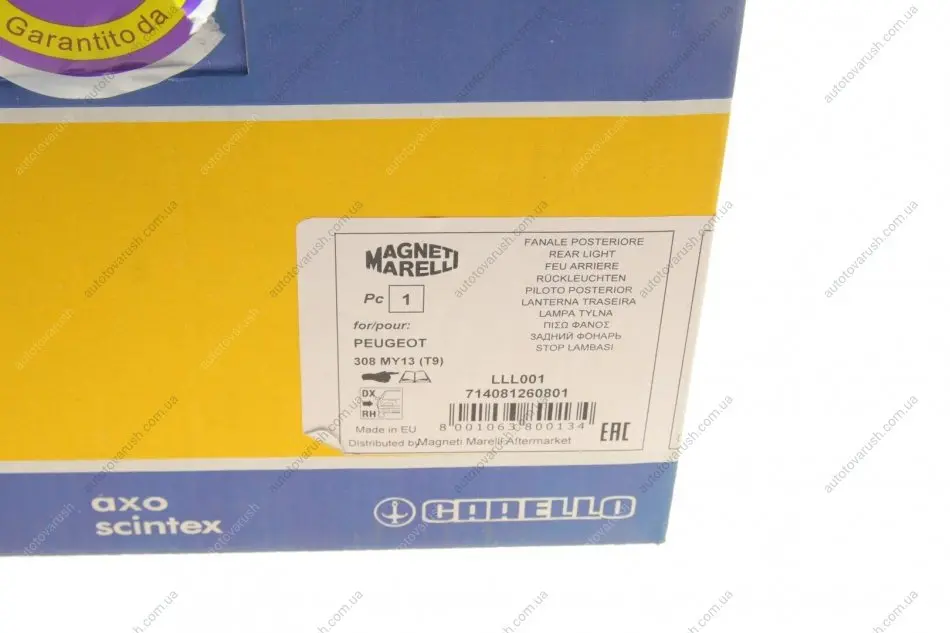 Garantito da
MAGNETI
MARELLI
Pc 1
for/pour:
PEUGEOT
308 MY13 (T9)
DX
RH
Made in EU
Distributed by Magneti Marelli Aftermarket
FANALE POSTERIORE
REAR LIGHT
FEU ARRIERE
RÜCKLEUCHTEN
PILOTO POSTERIOR
LANTERNA TRASEIRA
LAMPA TYLNA
ΠΙΣΩ ΦΑΝΟΣ
ЗАДНИЙ ФОНАРЬ
STOP LAMBASI
LLL001
714081260801
8 001063 800134
EAC
axo
scintex
CARELLO
autotovarush.com.ua